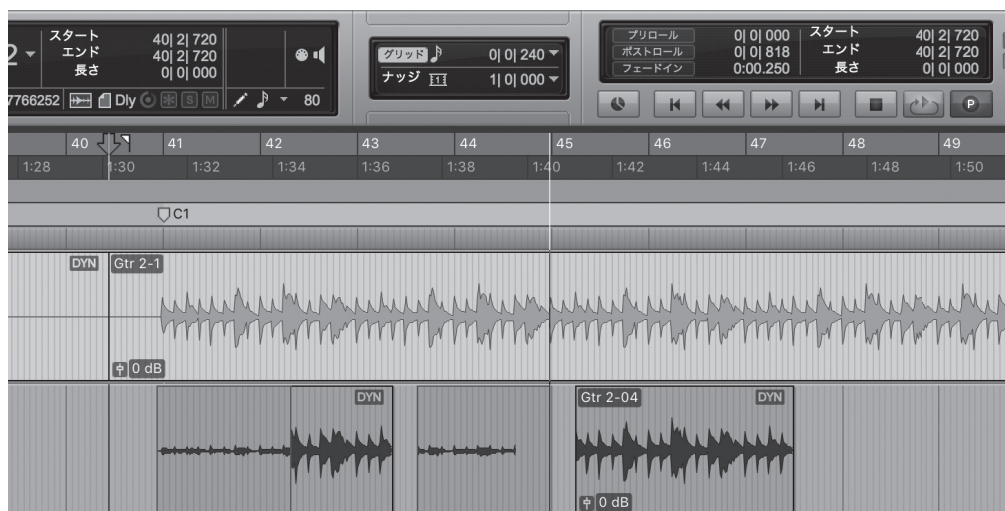 2
スタート 40| 2| 720
エンド 40| 2| 720
長さ 0| 0| 000
7766252 Dly S M 80
グリッド 0| 0| 240
ナッジ 1| 0| 000
プリロール 0| 0| 000
ポストロール 0| 0| 818
フェードイン 0:00.250
スタート 40| 2| 720
エンド 40| 2| 720
長さ 0| 0| 000
P
40 41 42 43 44 45 46 47 48 49
1:28 1:30 1:32 1:34 1:36 1:38 1:40 1:42 1:44 1:46 1:48 1:50
C1
DYN Gtr 2-1
0 dB
DYN Gtr 2-04 DYN
0 dB